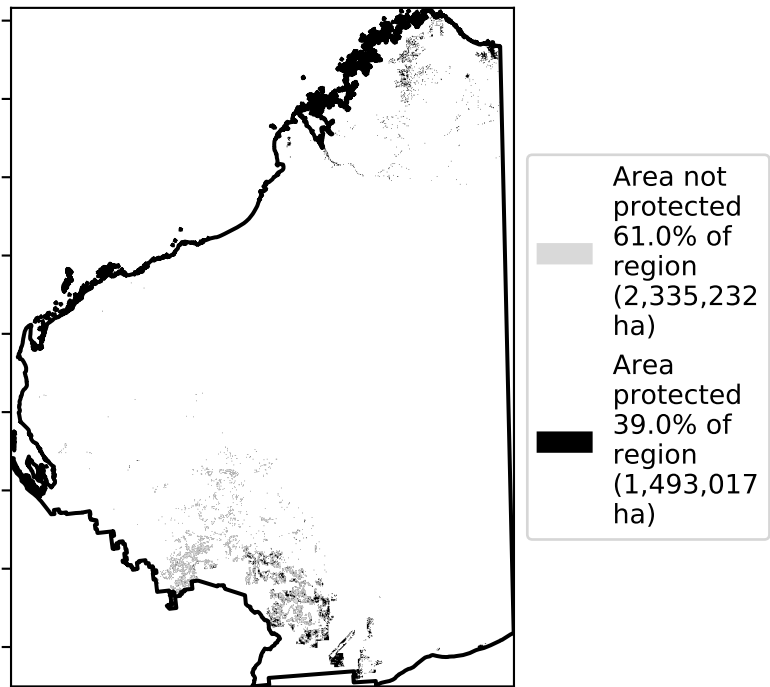 Area not
protected
61.0% of
region
(2,335,232
ha)
Area
protected
39.0% of
region
(1,493,017
ha)